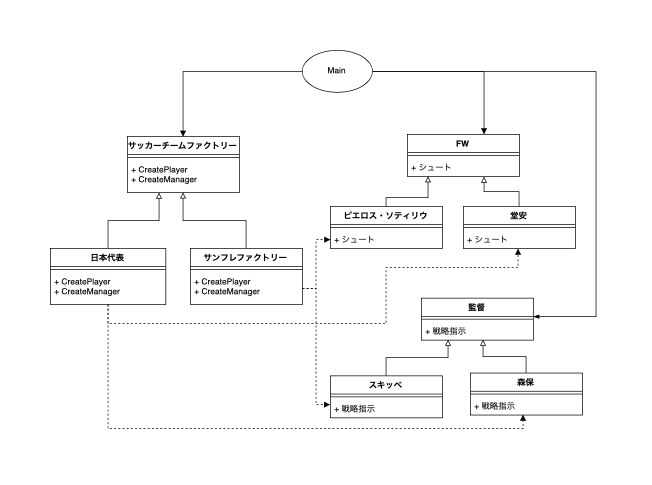 Main
サッカーチームファクトリー
+ CreatePlayer
+ CreateManager
FW
+ シュート
ピエロス・ソティリウ
+ シュート
堂安
+ シュート
日本代表
+ CreatePlayer
+ CreateManager
サンフレファクトリー
+ CreatePlayer
+ CreateManager
監督
+ 戦略指示
スキッベ
+ 戦略指示
森保
+ 戦略指示